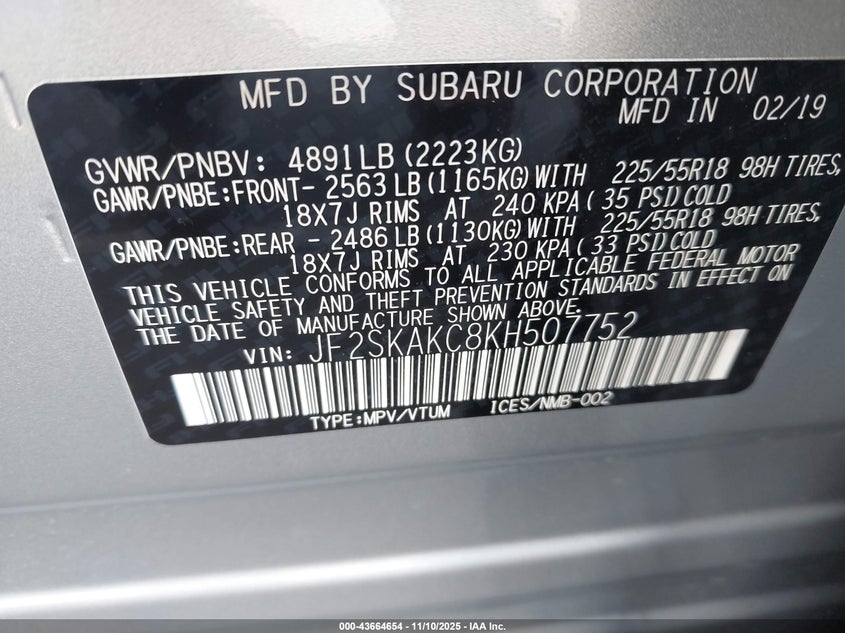 MFD BY SUBARU CORPORATION
MFD IN 02/19
GVWR/PNBV: 4891LB (2223KG)
GAWR/PNBE:FRONT- 2563 LB (1165KG) WITH 225/55R18 98H TIRES,
18X7J RIMS AT 240 KPA ( 35 PSI) COLD
GAWR/PNBE:REAR - 2486 LB (1130KG) WITH 225/55R18 98H TIRES,
18X7J RIMS AT 230 KPA ( 33 PSI) COLD
THIS VEHICLE CONFORMS TO ALL APPLICABLE FEDERAL MOTOR
VEHICLE SAFETY AND THEFT PREVENTION STANDARDS IN EFFECT ON
THE DATE OF MANUFACTURE SHOWN ABOVE.
VIN: JF2SKAKC8KH507752
TYPE:MPV/VTUM ICES/NMB-002
000-43664654 — 11/10/2025 — IAA Inc.